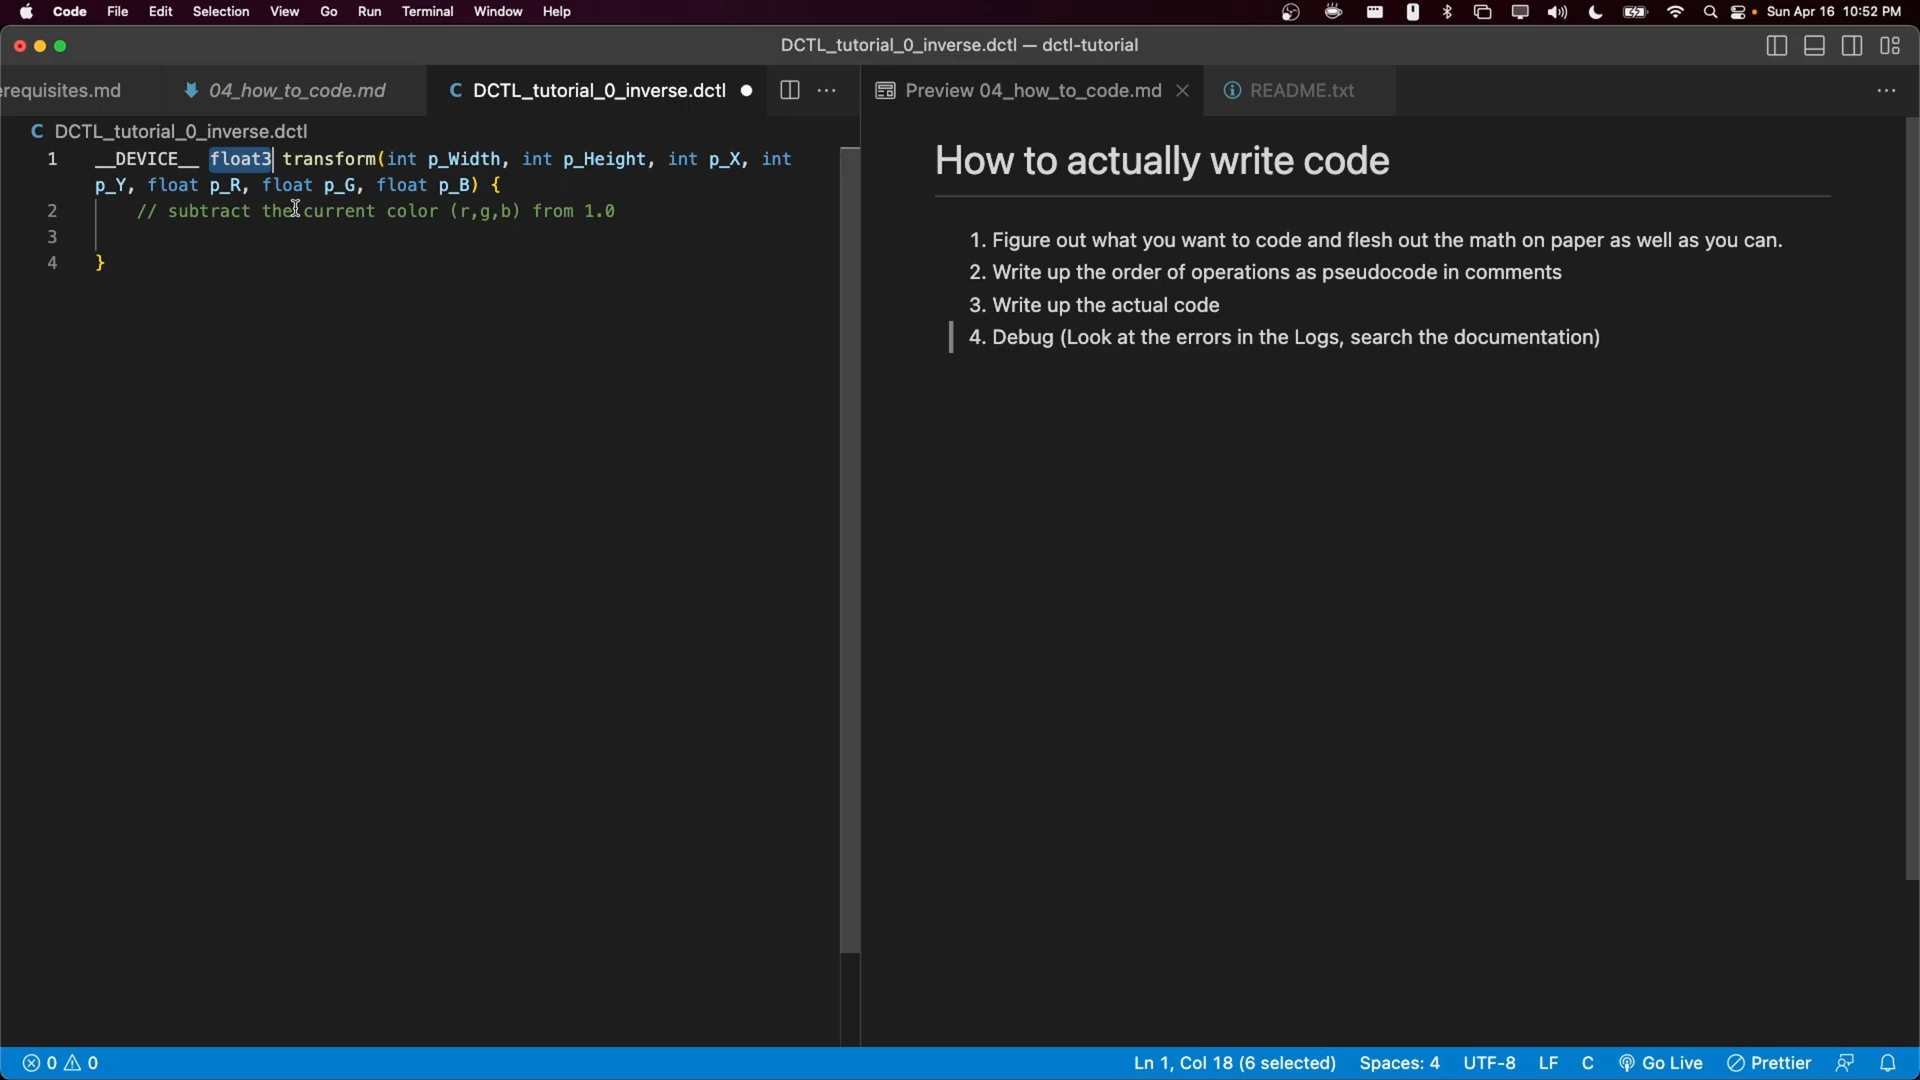 Code File Edit Selection View Go Run Terminal Window Help Sun Apr 16 10:52 PM
DCTL_tutorial_0_inverse.dctl — dctl-tutorial
erequisites.md 04_how_to_code.md C DCTL_tutorial_0_inverse.dctl Preview 04_how_to_code.md README.txt
C DCTL_tutorial_0_inverse.dctl
1 __DEVICE__ float3 transform(int p_Width, int p_Height, int p_X, int
p_Y, float p_R, float p_G, float p_B) {
2 // subtract the current color (r,g,b) from 1.0
3
4 }
How to actually write code
1. Figure out what you want to code and flesh out the math on paper as well as you can.
2. Write up the order of operations as pseudocode in comments
3. Write up the actual code
4. Debug (Look at the errors in the Logs, search the documentation)
0 0 Ln 1, Col 18 (6 selected) Spaces: 4 UTF-8 LF C Go Live Prettier